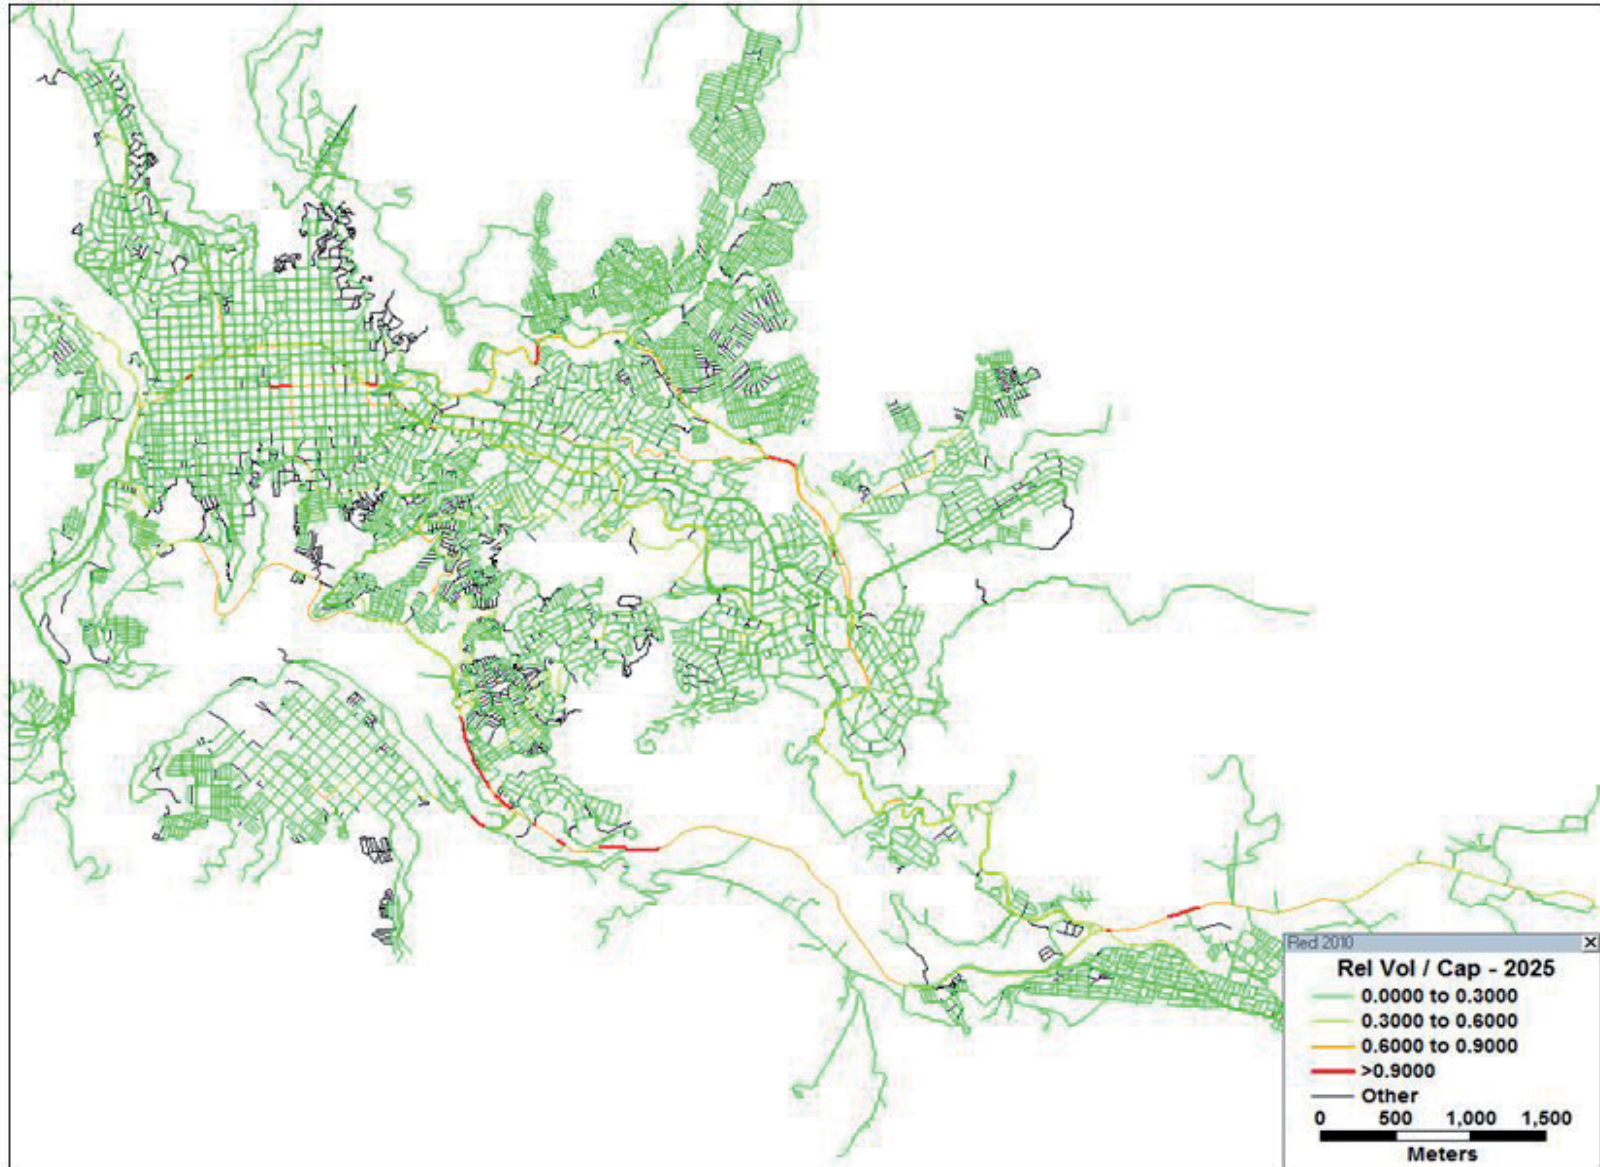 Red 2010
Rel Vol / Cap - 2025
0.0000 to 0.3000
0.3000 to 0.6000
0.6000 to 0.9000
>0.9000
Other
0 500 1,000 1,500
Meters